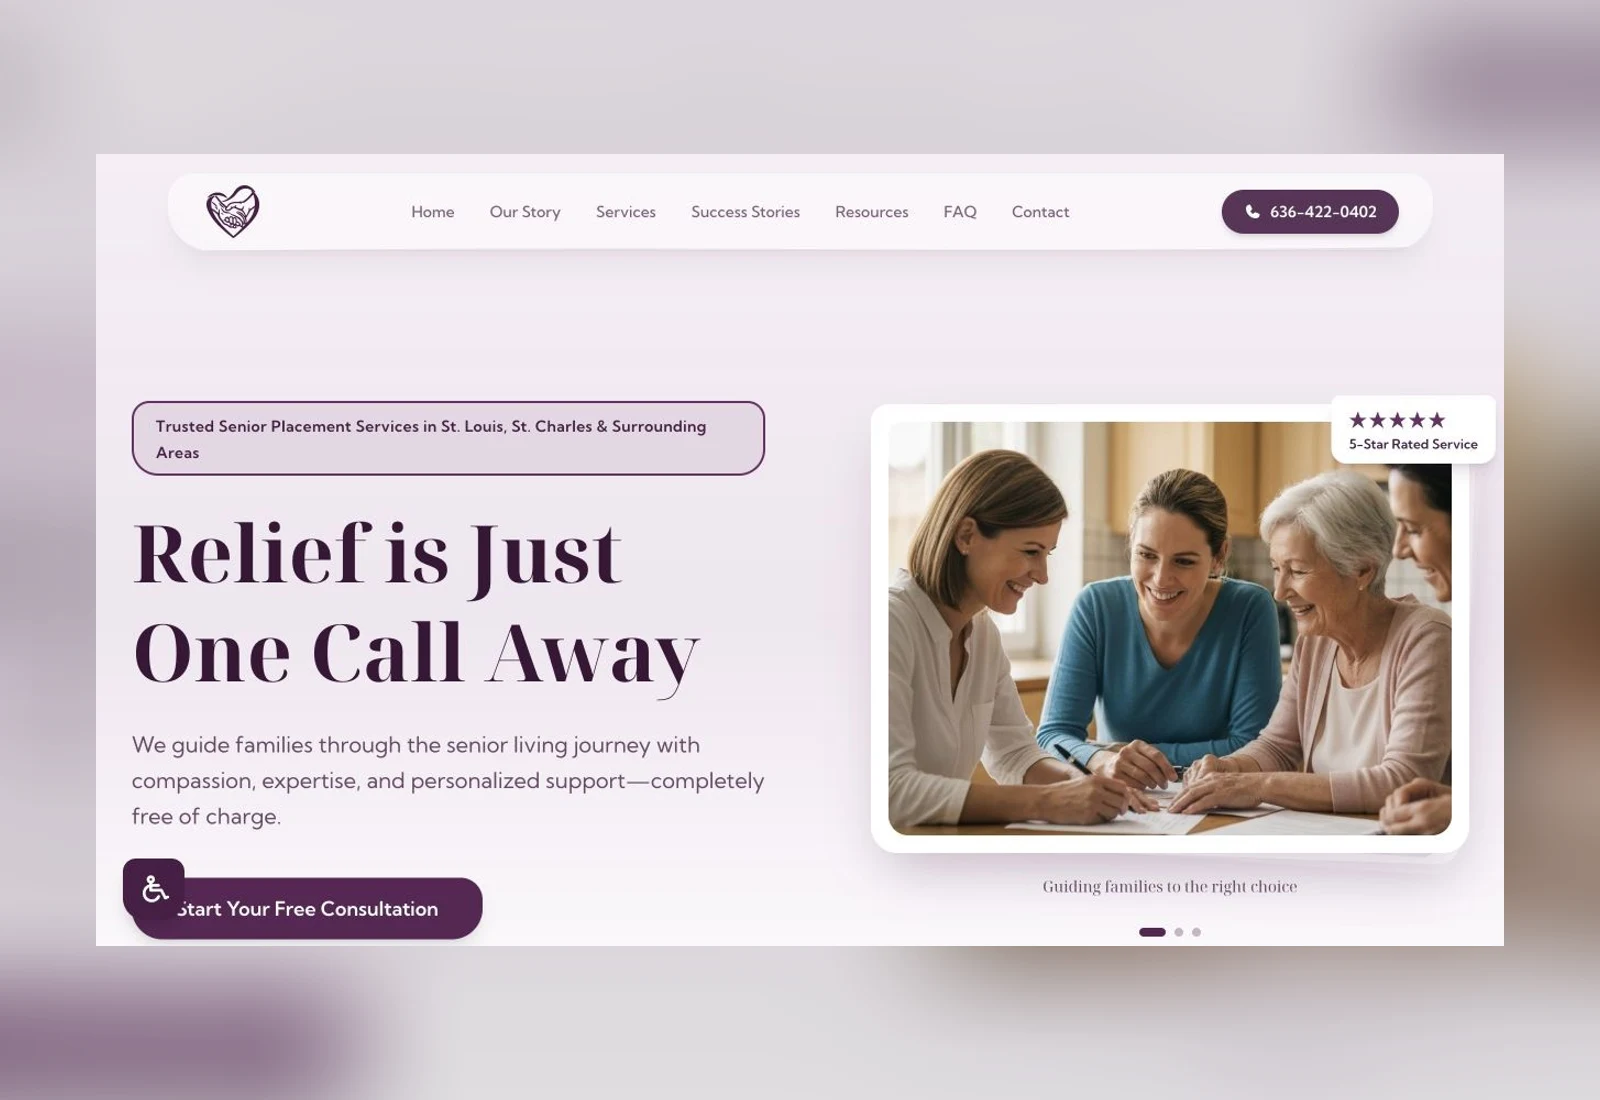 Home
Our Story
Services
Success Stories
Resources
FAQ
Contact
636-422-0402
Trusted Senior Placement Services in St. Louis, St. Charles & Surrounding
Areas
Relief is Just
One Call Away
We guide families through the senior living journey with
compassion, expertise, and personalized support—completely
free of charge.
Start Your Free Consultation
5-Star Rated Service
Guiding families to the right choice